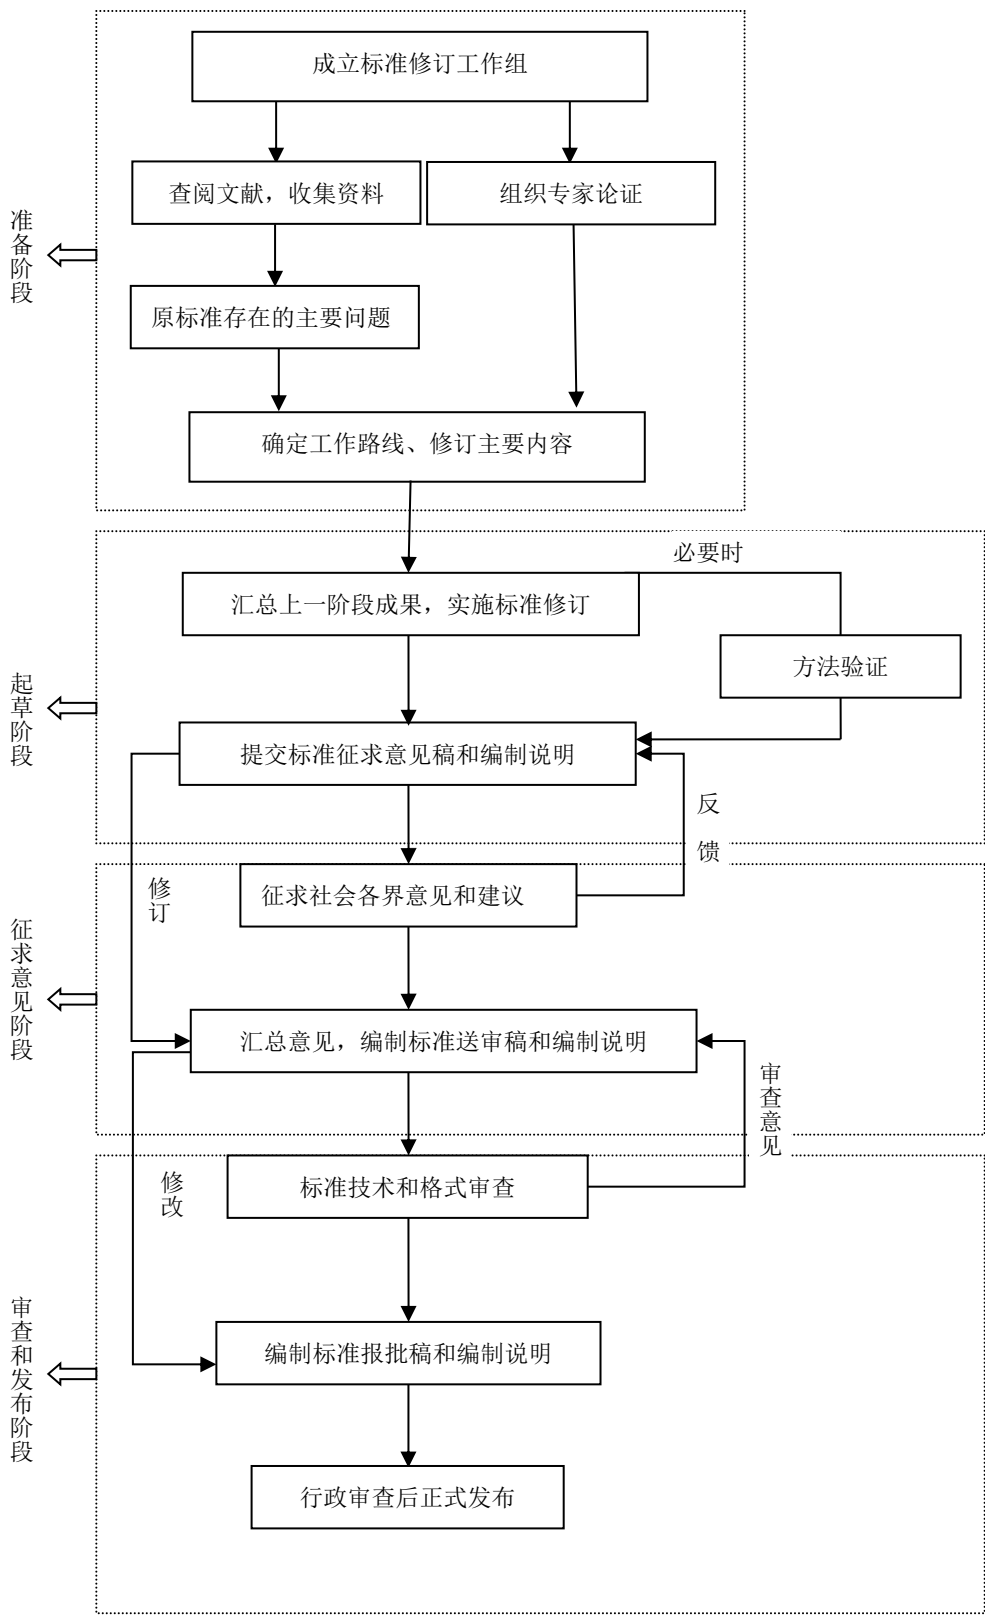 成立标准修订工作组
查阅文献，收集资料
组织专家论证
准备阶段
原标准存在的主要问题
确定工作路线、修订主要内容
必要时
汇总上一阶段成果，实施标准修订
方法验证
起草阶段
提交标准征求意见稿和编制说明
反馈
征求社会各界意见和建议
修订
征求意见阶段
汇总意见，编制标准送审稿和编制说明
审查意见
标准技术和格式审查
修改
编制标准报批稿和编制说明
审查和发布阶段
行政审查后正式发布